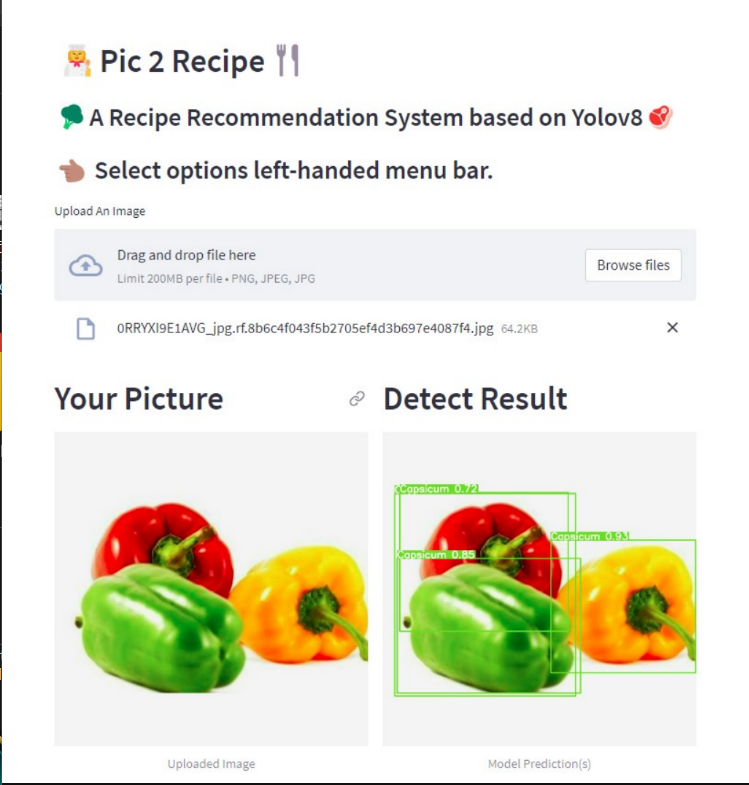 Pic 2 Recipe
A Recipe Recommendation System based on Yolov8
Select options left-handed menu bar.
Upload An Image
Drag and drop file here
Limit 200MB per file • PNG, JPEG, JPG
Browse files
0RRYXI9E1AVG_jpg.rf.8b6c4f043f5b2705ef4d3b697e4087f4.jpg 64.2KB
Your Picture
Detect Result
Capsicum 0.72
Capsicum 0.93
Capsicum 0.85
Uploaded Image
Model Prediction(s)